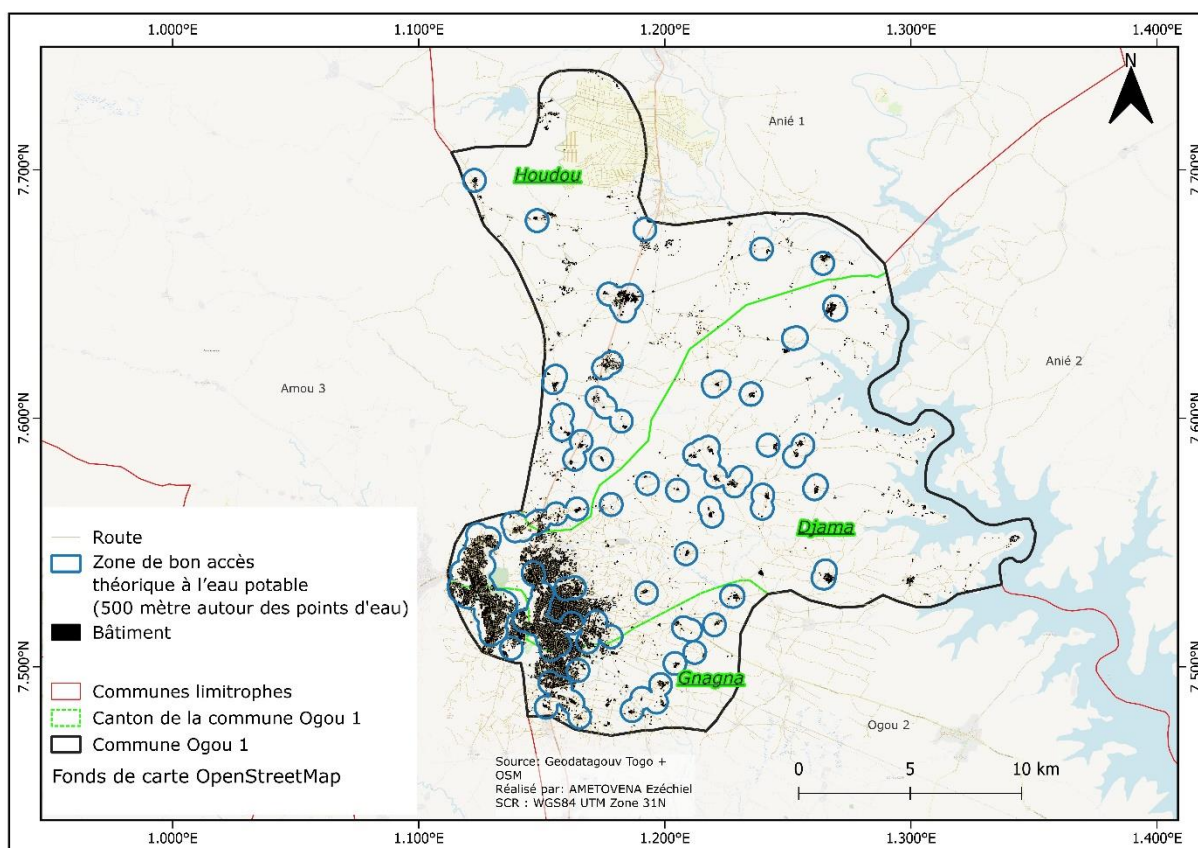 1.000°E 1.100°E 1.200°E 1.300°E 1.400°E
N
Anié 1
7.700°N 7.700°N
Houdou
Anié 2
Amou 3
7.600°N 7.600°N
Djama
Route
Zone de bon accès
théorique à l'eau potable
(500 mètre autour des points d'eau)
Bâtiment
7.500°N 7.500°N
Gnagna
Communes limitrophes
Canton de la commune Ogou 1
Commune Ogou 1
Fonds de carte OpenStreetMap
Ogou 2
Source: Geodatagouv Togo +
OSM
Réalisé par: AMETOVENA Ezéchiel
SCR : WGS84 UTM Zone 31N
0 5 10 km
1.000°E 1.100°E 1.200°E 1.300°E 1.400°E